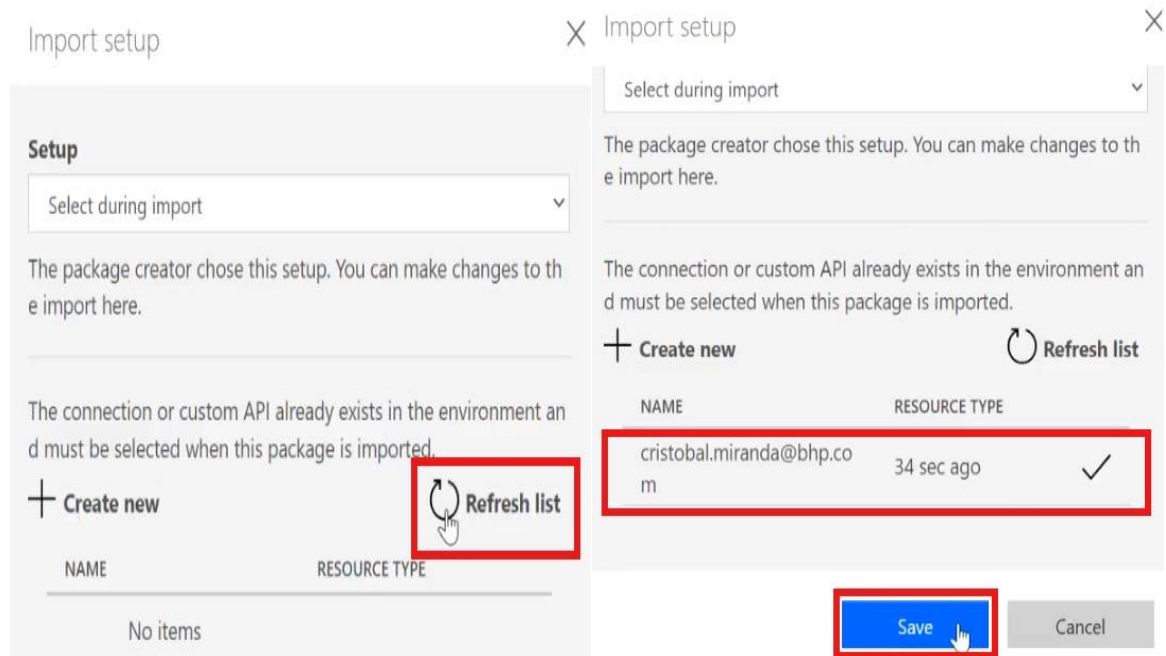 Import setup
Setup
Select during import
The package creator chose this setup. You can make changes to th
e import here.
The connection or custom API already exists in the environment an
d must be selected when this package is imported.
Create new
Refresh list
NAME RESOURCE TYPE
No items
Import setup
Select during import
The package creator chose this setup. You can make changes to th
e import here.
The connection or custom API already exists in the environment an
d must be selected when this package is imported.
Create new
Refresh list
NAME RESOURCE TYPE
cristobal.miranda@bhp.co
m
34 sec ago
Save
Cancel